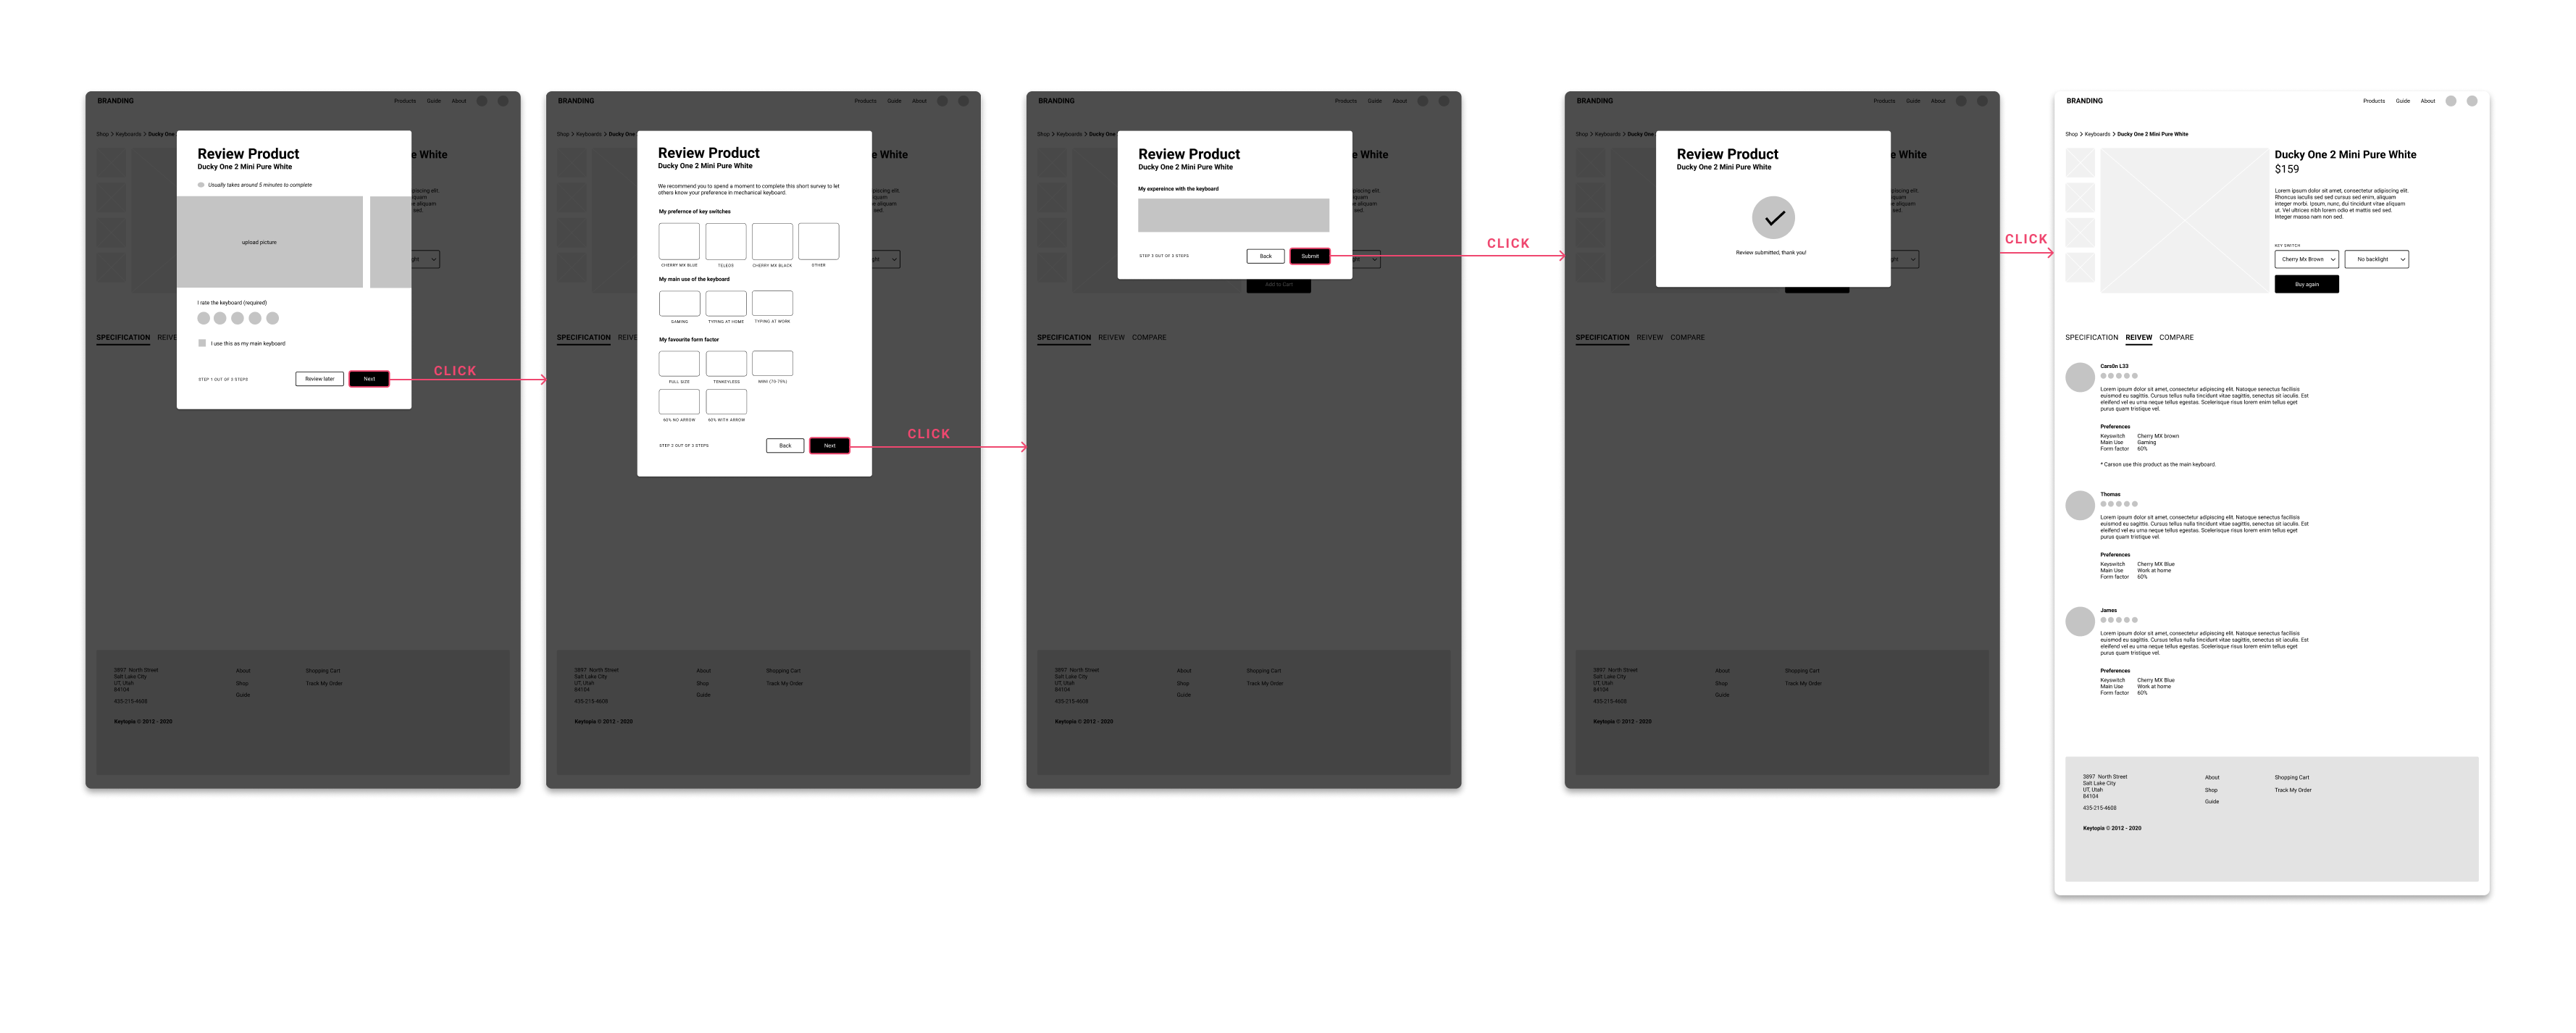 BRANDING
Products Guide About
Shop > Keyboards > Ducky One
e White
Review Product
Ducky One 2 Mini Pure White
Usually takes around 5 minutes to complete
upload picture
I rate the keyboard (required)
I use this as my main keyboard
STEP 1 OUT OF 3 STEPS
Review later
Next
SPECIFICATION REIVE
3897 North Street
Salt Lake City
UT, Utah
84104
435-215-4608
Keytopia © 2012 - 2020
About
Shop
Guide
Shopping Cart
Track My Order
CLICK
BRANDING
Products Guide About
Shop > Keyboards > Ducky One
e White
Review Product
Ducky One 2 Mini Pure White
We recommend you to spend a moment to complete this short survey to let
others know your preference in mechanical keyboard.
My prefernce of key switches
CHERRY MX BLUE
TELEOS
CHERRY MX BLACK
OTHER
My main use of the keyboard
GAMING
TYPING AT HOME
TYPING AT WORK
My favourite form factor
FULL SIZE
TENKEYLESS
MINI (70-75%)
60% NO ARROW
60% WITH ARROW
STEP 2 OUT OF 3 STEPS
Back
Next
SPECIFICATION REIVE
3897 North Street
Salt Lake City
UT, Utah
84104
435-215-4608
Keytopia © 2012 - 2020
About
Shop
Guide
Shopping Cart
Track My Order
CLICK
BRANDING
Products Guide About
Shop > Keyboards > Ducky One
e White
Review Product
Ducky One 2 Mini Pure White
My expereince with the keyboard
STEP 3 OUT OF 3 STEPS
Back
Submit
Add to Cart
SPECIFICATION REIVEW COMPARE
3897 North Street
Salt Lake City
UT, Utah
84104
435-215-4608
Keytopia © 2012 - 2020
About
Shop
Guide
Shopping Cart
Track My Order
CLICK
BRANDING
Products Guide About
Shop > Keyboards > Ducky One
e White
Review Product
Ducky One 2 Mini Pure White
Review submitted, thank you!
SPECIFICATION REIVEW COMPARE
3897 North Street
Salt Lake City
UT, Utah
84104
435-215-4608
Keytopia © 2012 - 2020
About
Shop
Guide
Shopping Cart
Track My Order
CLICK
BRANDING
Products Guide About
Shop > Keyboards > Ducky One 2 Mini Pure White
Ducky One 2 Mini Pure White
$159
Lorem ipsum dolor sit amet, consectetur adipiscing elit.
Rhoncus iaculis sed sed cursus sed enim, aliquam
Integer morbi. Ipsum, nunc, dui tincidunt vitae aliquam
ut. Vel ultrices nibh lorem odio et mattis sed sed.
Integer massa nam non sed.
KEY SWITCH
Cherry Mx Brown
No backlight
Buy again
SPECIFICATION REIVEW COMPARE
Cars0n L33
Lorem ipsum dolor sit amet, consectetur adipiscing elit. Natoque senectus facilisis
euismod eu sagittis. Cursus tellus nulla tincidunt vitae sagittis, senectus sit iaculis. Est
eleifend vel eu urna neque tellus egestas. Scelerisque risus lorem enim tellus eget
purus quam tristique vel.
Preferences
Keyswitch Cherry MX brown
Main Use Gaming
Form factor 60%
* Carson use this product as the main keyboard.
Thomas
Lorem ipsum dolor sit amet, consectetur adipiscing elit. Natoque senectus facilisis
euismod eu sagittis. Cursus tellus nulla tincidunt vitae sagittis, senectus sit iaculis. Est
eleifend vel eu urna neque tellus egestas. Scelerisque risus lorem enim tellus eget
purus quam tristique vel.
Preferences
Keyswitch Cherry MX Blue
Main Use Work at home
Form factor 60%
James
Lorem ipsum dolor sit amet, consectetur adipiscing elit. Natoque senectus facilisis
euismod eu sagittis. Cursus tellus nulla tincidunt vitae sagittis, senectus sit iaculis. Est
eleifend vel eu urna neque tellus egestas. Scelerisque risus lorem enim tellus eget
purus quam tristique vel.
Preferences
Keyswitch Cherry MX Blue
Main Use Work at home
Form factor 60%
3897 North Street
Salt Lake City
UT, Utah
84104
435-215-4608
Keytopia © 2012 - 2020
About
Shop
Guide
Shopping Cart
Track My Order